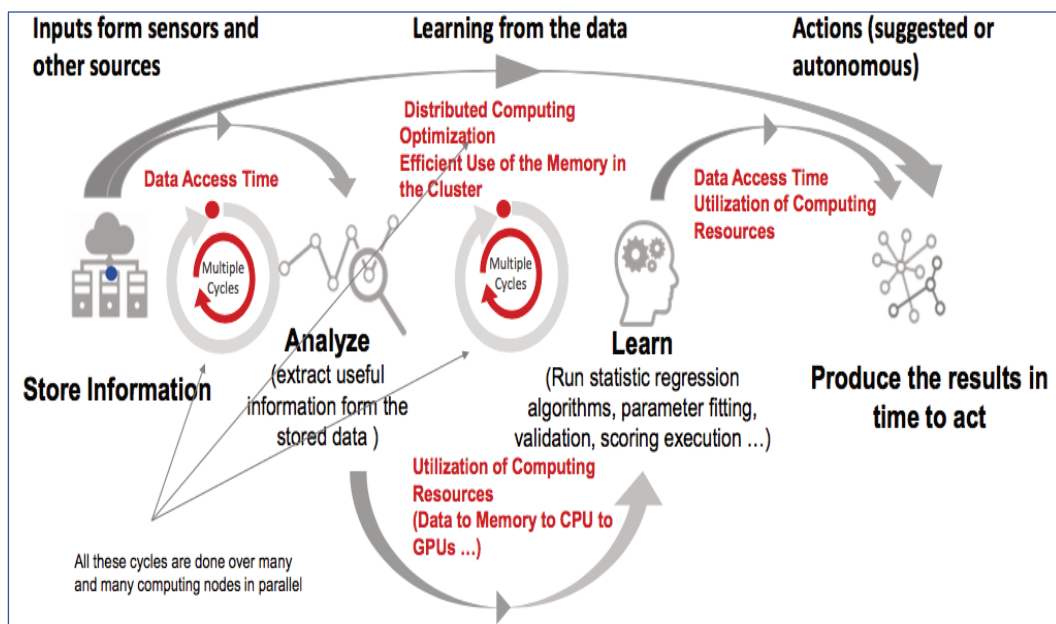 Inputs form sensors and
other sources
Learning from the data
Actions (suggested or
autonomous)
Distributed Computing
Optimization
Efficient Use of the Memory in
the Cluster
Data Access Time
Data Access Time
Utilization of Computing
Resources
Multiple
Cycles
Multiple
Cycles
Store Information
Analyze
(extract useful
information form the
stored data )
Learn
(Run statistic regression
algorithms, parameter fitting,
validation, scoring execution ...)
Produce the results in
time to act
Utilization of Computing
Resources
(Data to Memory to CPU to
GPUs ...)
All these cycles are done over many
and many computing nodes in parallel